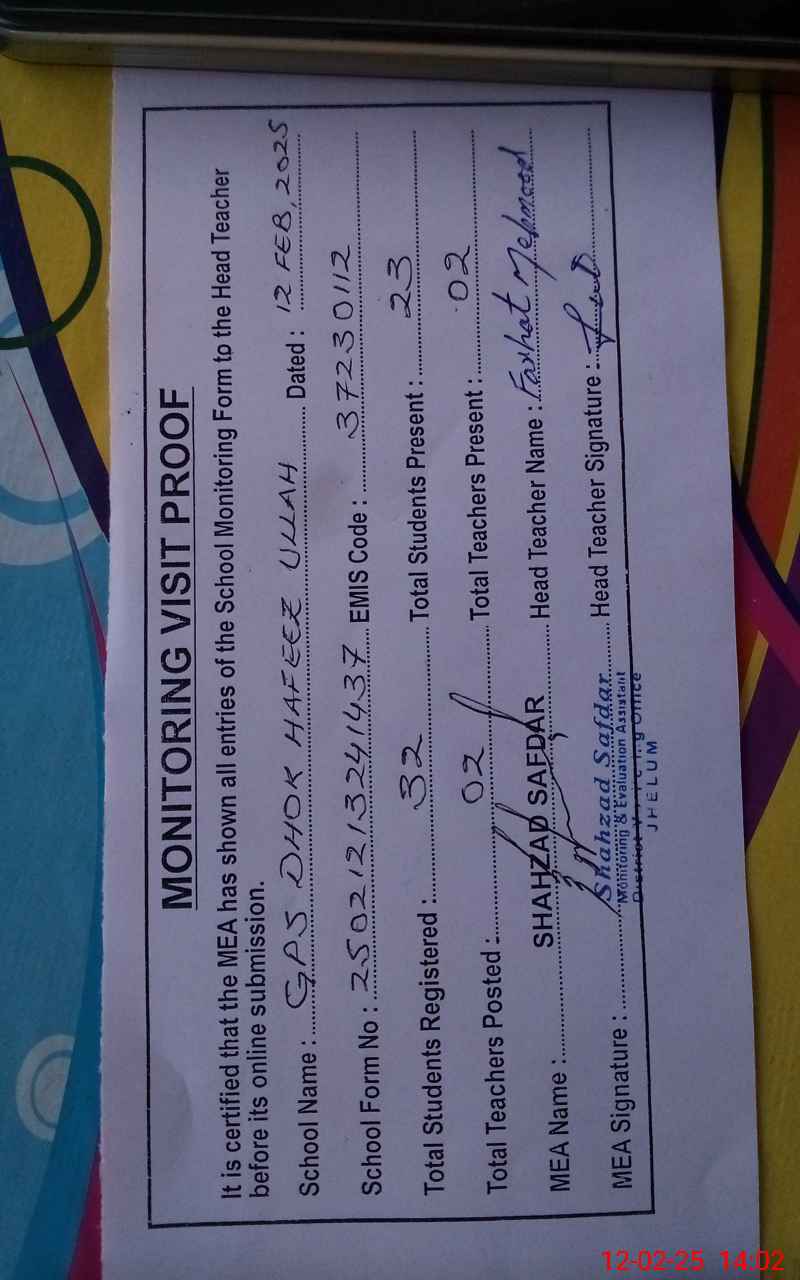 MONITORING VISIT PROOF
It is certified that the MEA has shown all entries of the School Monitoring Form to the Head Teacher
before its online submission.
School Name : GPS DHOK HAFEEZ ULLAH Dated : 12 FEB, 2025
School Form No : 25021213241437 EMIS Code : 37230112
Total Students Registered : 32 Total Students Present : 23
Total Teachers Posted : 02 Total Teachers Present : 02
MEA Name : SHAHZAD SAFDAR Head Teacher Name : Farhat Mehmood
MEA Signature : Head Teacher Signature :
Shahzad Safdar
Monitoring & Evaluation Assistant
District Office
JHELUM
12-02-25 14:02